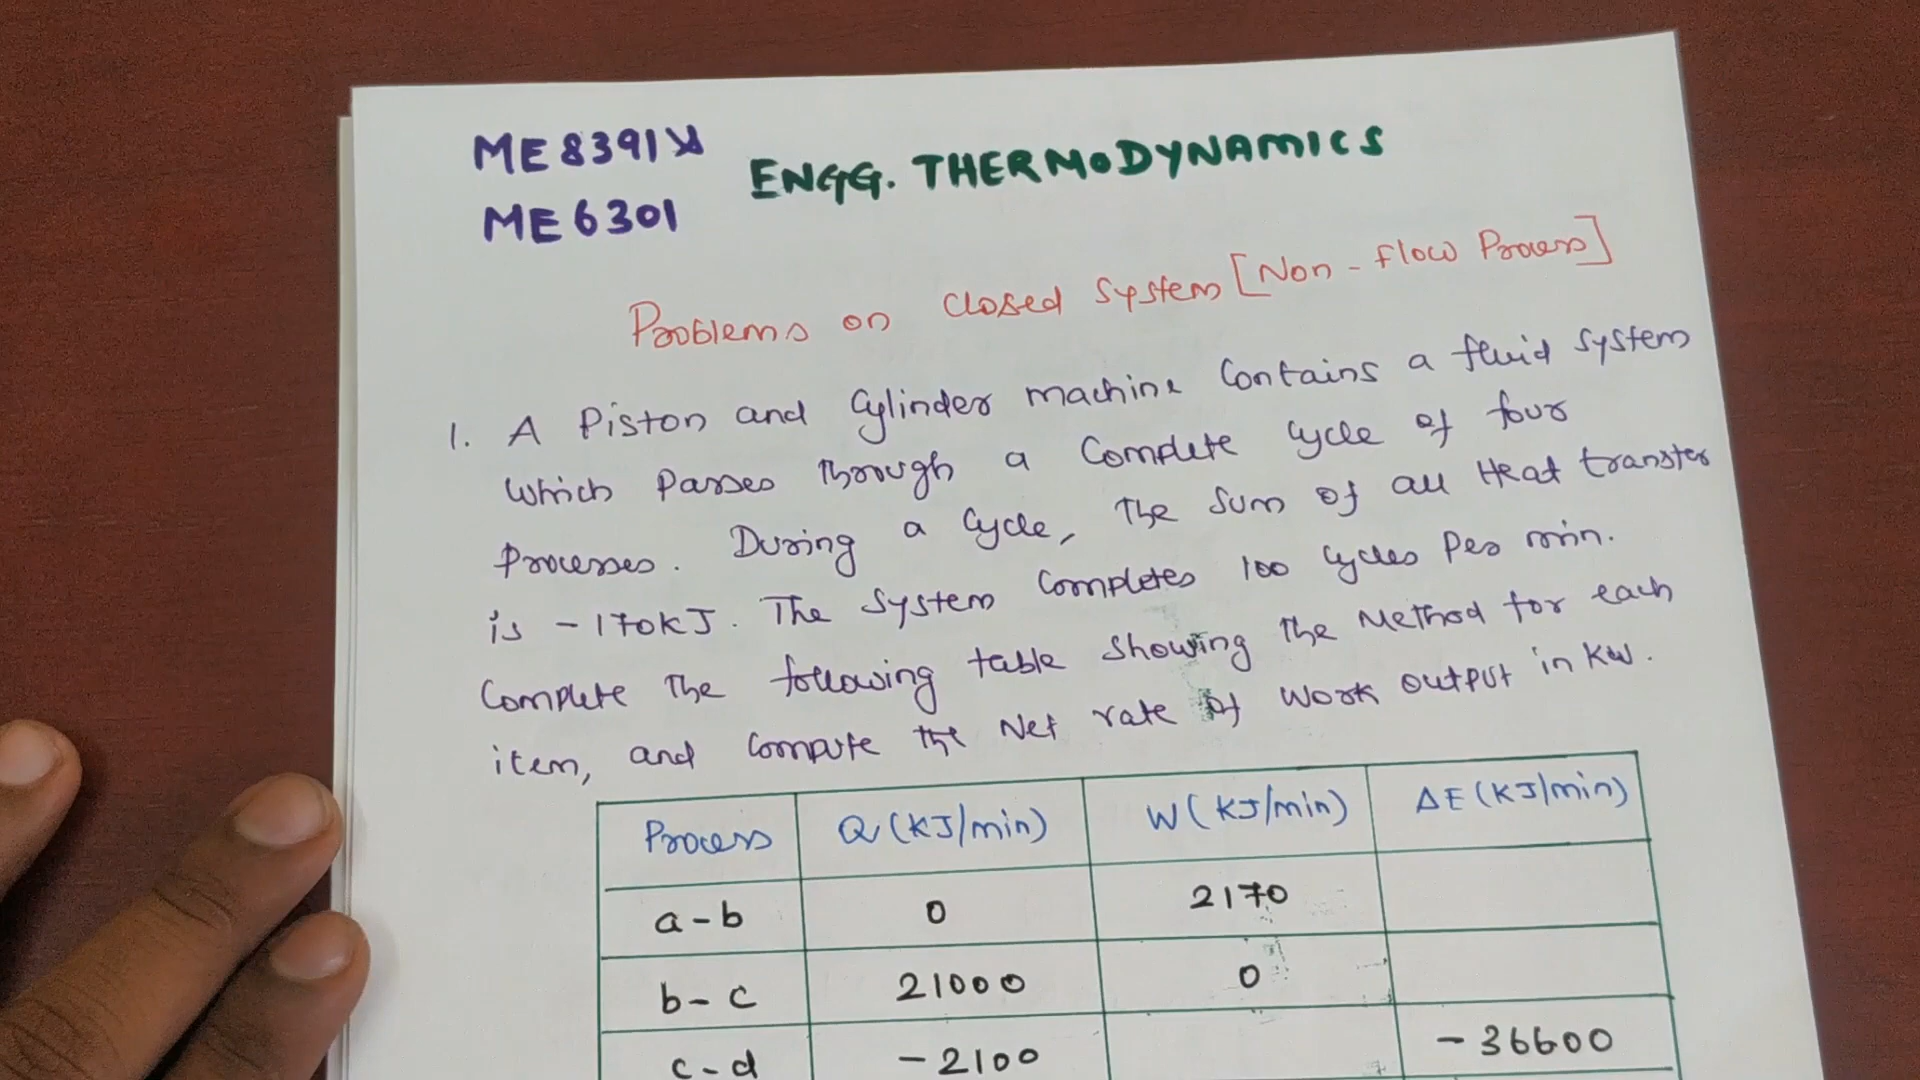 ME8391 &
ME6301
ENGG. THERMODYNAMICS
Problems on Closed System [Non-Flow Process]
1. A Piston and Cylinder machine Contains a fluid System
which passes through a Complete Cycle of four
processes. During a Cycle, The Sum of all Heat transfer
is -170KJ. The System Completes 100 Cycles Per min.
Complete The following table Showing The Method for each
item, and Compute the Net rate of Work output in KW.
Process Q (KJ/min) W (KJ/min) ΔE (KJ/min)
a-b 0 2170
b-c 21000 0
c-d -2100 -36600